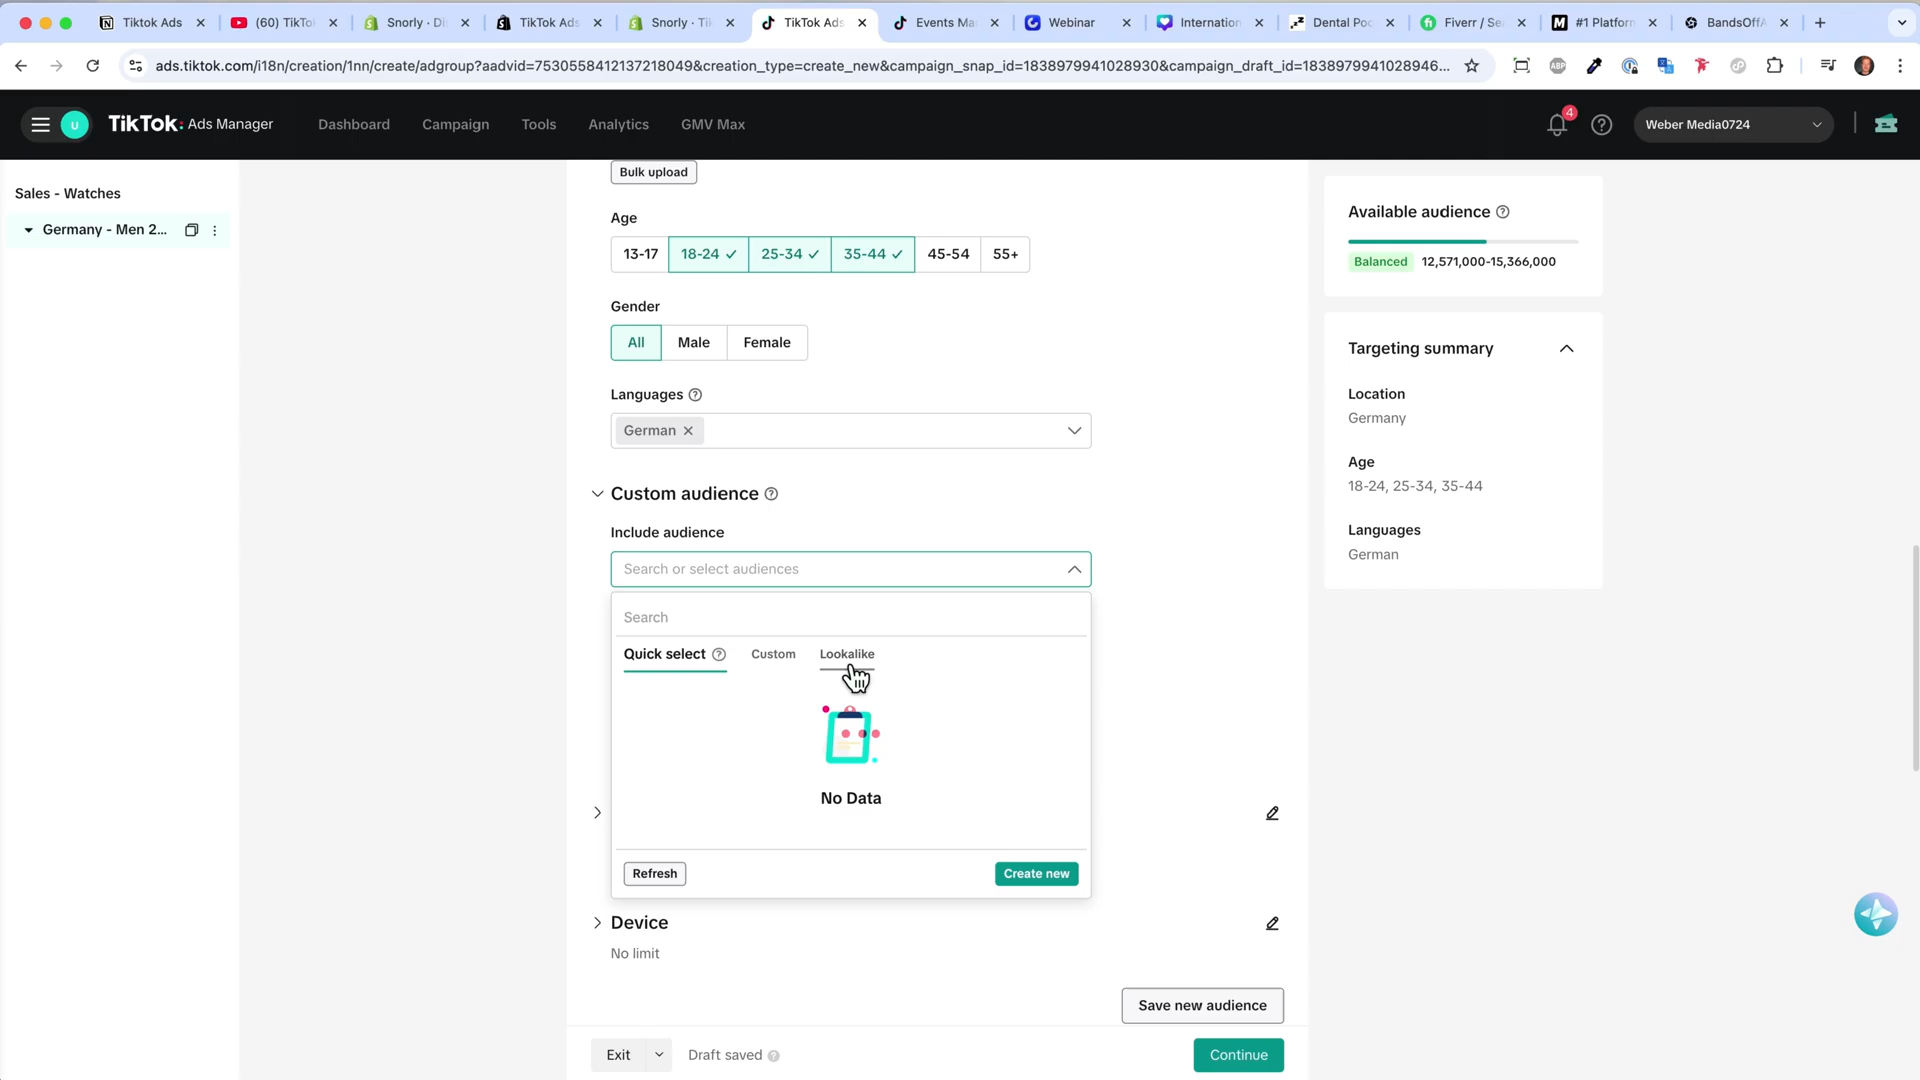 Tiktok Ads
(60) TikTo
Snorly · Di
TikTok Ads
Snorly · Tik
TikTok Ads
Events Ma
Webinar
Internation
Dental Poc
Fiverr / Se
#1 Platforn
BandsOffA
ads.tiktok.com/i18n/creation/1nn/create/adgroup?aadvid=7530558412137218049&creation_type=create_new&campaign_snap_id=1838979941028930&campaign_draft_id=1838979941028946...
ABP
U
TikTok: Ads Manager
Dashboard
Campaign
Tools
Analytics
GMV Max
4
Weber Media0724
Sales - Watches
Germany - Men 2...
Bulk upload
Age
13-17
18-24
25-34
35-44
45-54
55+
Gender
All
Male
Female
Languages
German
Custom audience
Include audience
Search or select audiences
Search
Quick select
Custom
Lookalike
No Data
Refresh
Create new
Device
No limit
Save new audience
Exit
Draft saved
Continue
Available audience
Balanced
12,571,000-15,366,000
Targeting summary
Location
Germany
Age
18-24, 25-34, 35-44
Languages
German